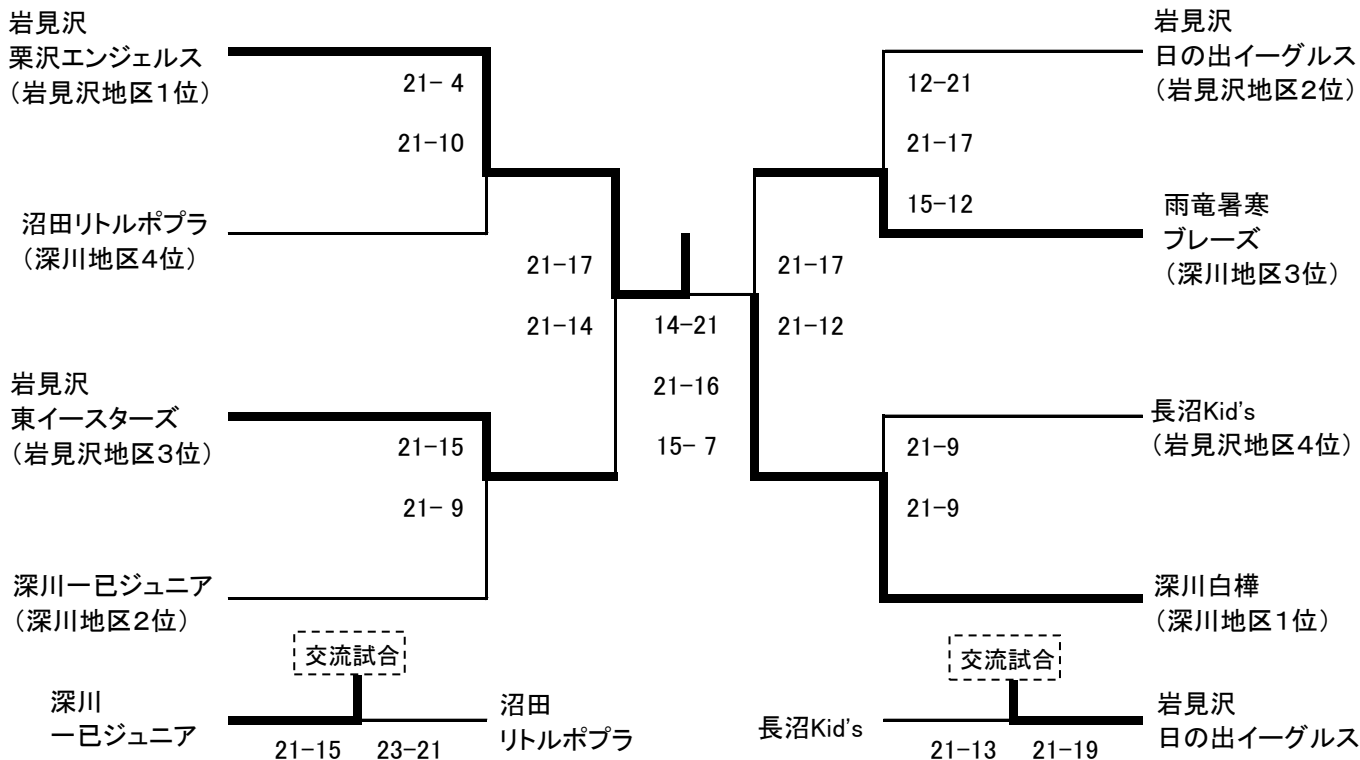 岩見沢
栗沢エンジェルス
（岩見沢地区１位）
21- 4
21-10
沼田リトルポプラ
（深川地区４位）
21-17
21-14
岩見沢
東イースターズ
（岩見沢地区３位）
21-15
21- 9
深川一已ジュニア
（深川地区２位）
14-21
21-16
15- 7
岩見沢
日の出イーグルス
（岩見沢地区２位）
12-21
21-17
15-12
雨竜暑寒
ブレーズ
（深川地区３位）
21-17
21-12
長沼Kid's
（岩見沢地区４位）
21-9
21-9
深川白樺
（深川地区１位）
交流試合
深川
一已ジュニア
沼田
リトルポプラ
21-15 23-21
交流試合
長沼Kid's
岩見沢
日の出イーグルス
21-13 21-19